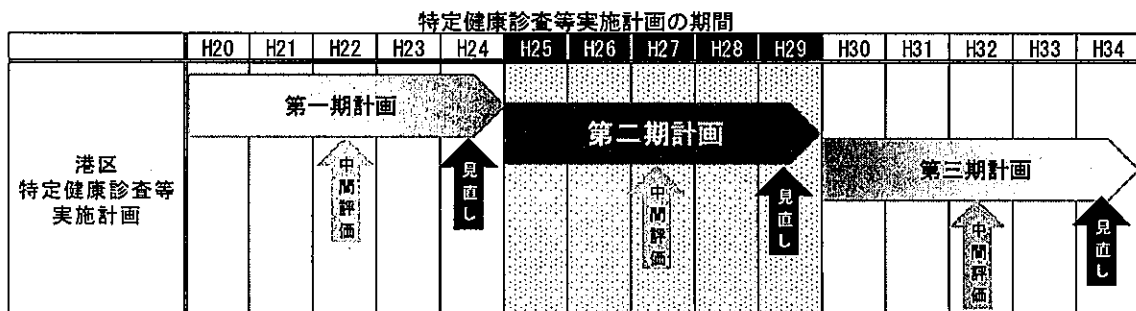 特定健康診査等実施計画の期間
H20 H21 H22 H23 H24 H25 H26 H27 H28 H29 H30 H31 H32 H33 H34
港区
特定健康診査等
実施計画
第一期計画
中間評価
見直し
第二期計画
中間評価
見直し
第三期計画
中間評価
見直し